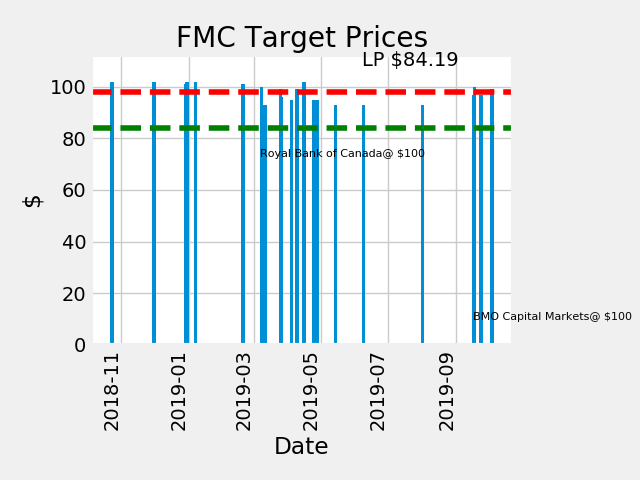 FMC Target Prices
LP $84.19
100
80
60
40
20
0
$
Royal Bank of Canada@ $100
BMO Capital Markets@ $100
2018-11
2019-01
2019-03
2019-05
2019-07
2019-09
Date